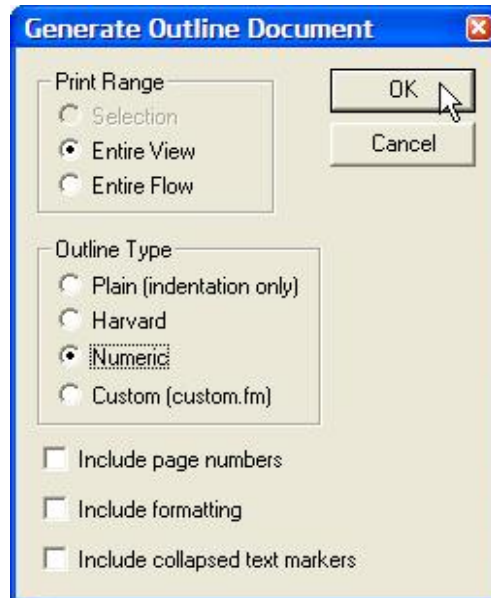 Generate Outline Document
Print Range
Selection
Entire View
Entire Flow
OK
Cancel
Outline Type
Plain (indentation only)
Harvard
Numeric
Custom (custom.fm)
Include page numbers
Include formatting
Include collapsed text markers